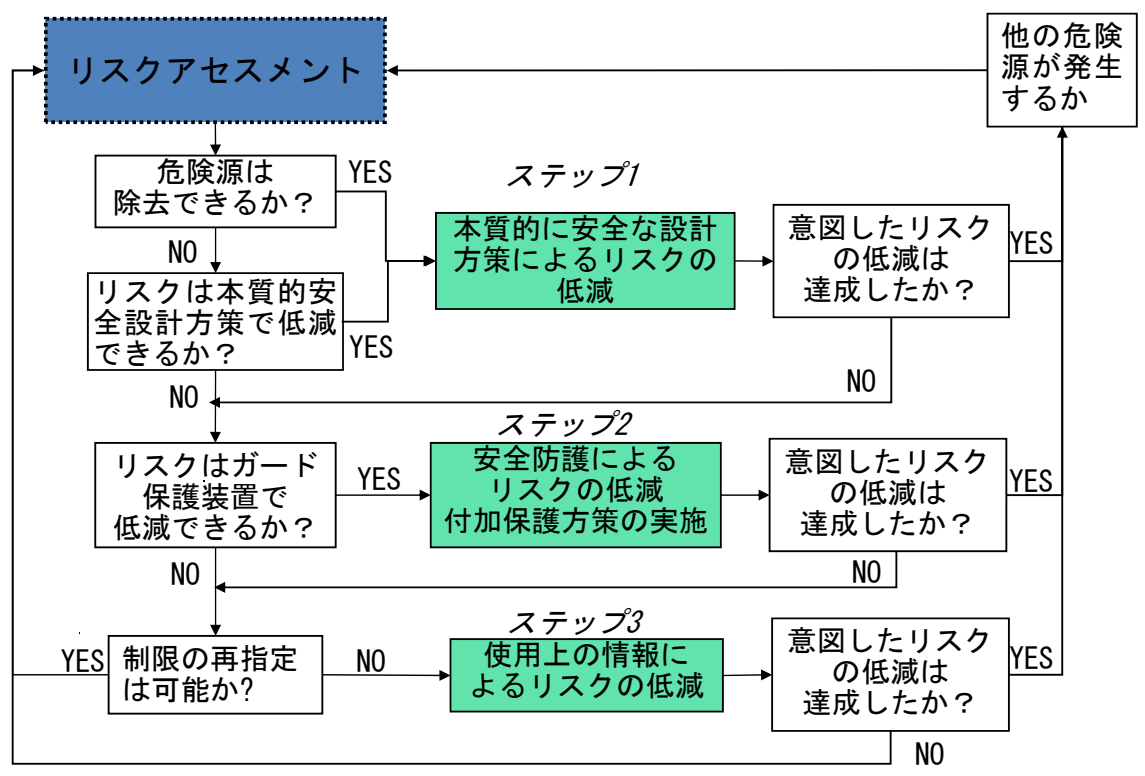 リスクアセスメント
他の危険
源が発生
するか
危険源は
除去できるか？
YES
NO
ステップ1
本質的に安全な設計
方策によるリスクの
低減
意図したリスク
の低減は
達成したか？
YES
NO
リスクは本質的安
全設計方策で低減
できるか？
YES
NO
ステップ2
リスクはガード
保護装置で
低減できるか？
YES
NO
安全防護による
リスクの低減
付加保護方策の実施
意図したリスク
の低減は
達成したか？
YES
NO
ステップ3
YES
制限の再指定
は可能か?
NO
使用上の情報に
よるリスクの低減
意図したリスク
の低減は
達成したか？
YES
NO